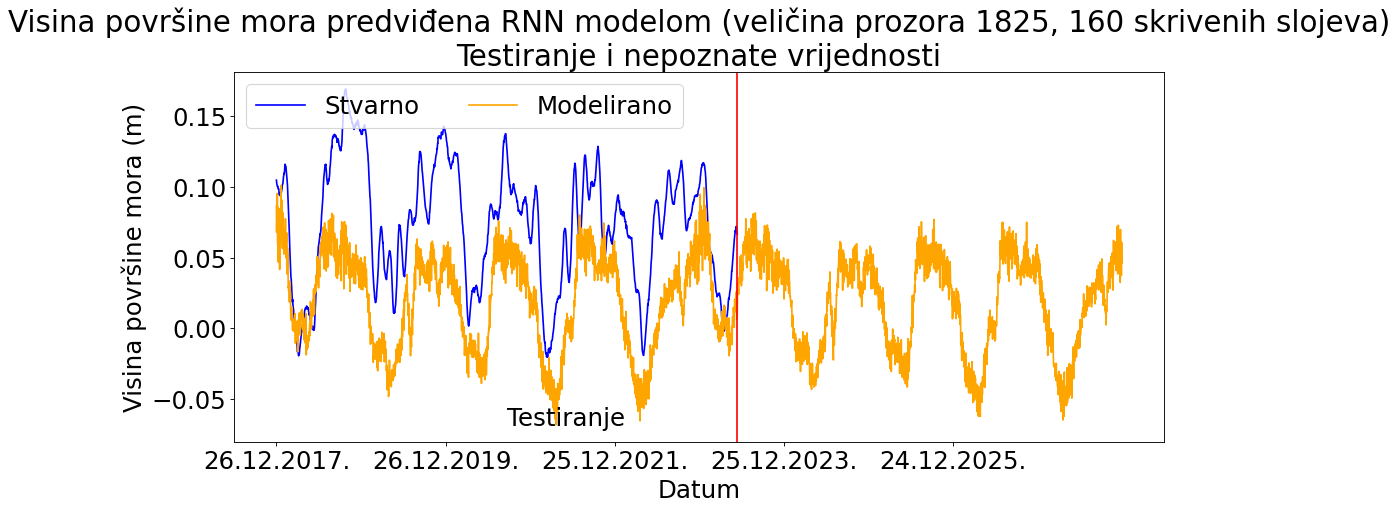 Visina površine mora predviđena RNN modelom (veličina prozora 1825, 160 skrivenih slojeva)
Testiranje i nepoznate vrijednosti
Stvarno Modelirano
Visina površine mora (m)
0.15
0.10
0.05
0.00
−0.05
Testiranje
26.12.2017. 26.12.2019. 25.12.2021. 25.12.2023. 24.12.2025.
Datum